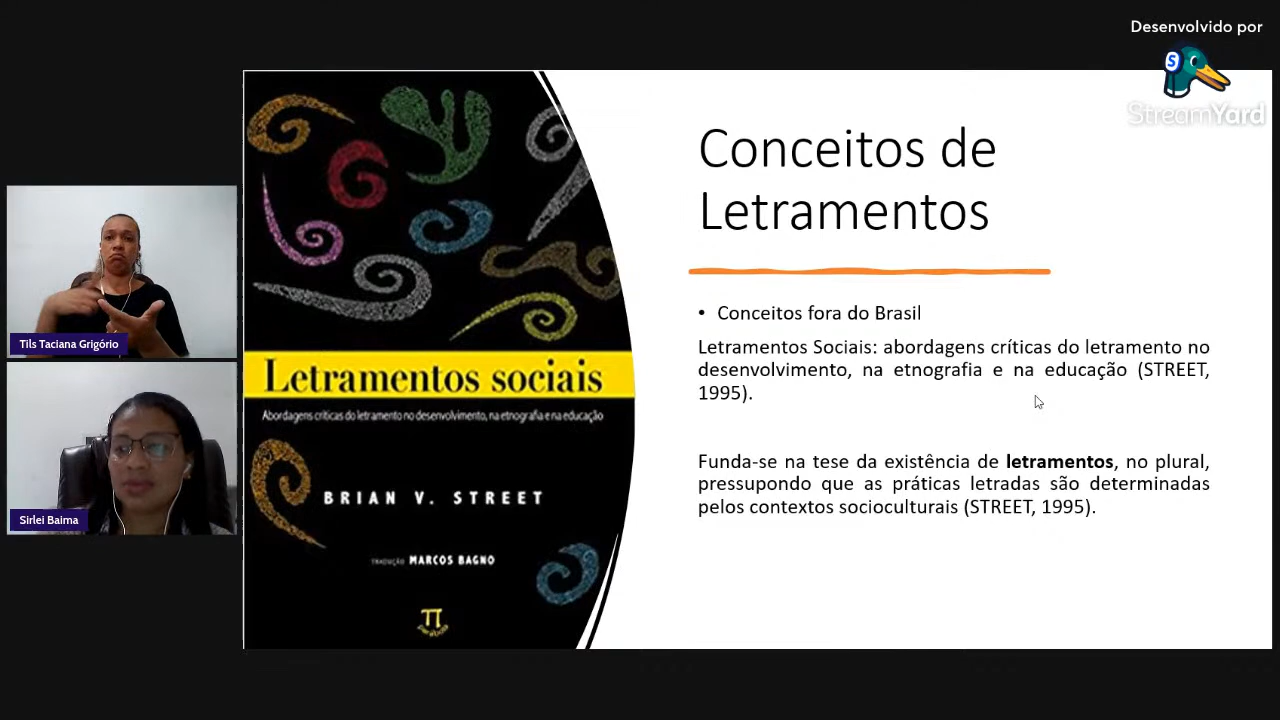 Desenvolvido por
StreamYard
Conceitos de
Letramentos
• Conceitos fora do Brasil
Letramentos Sociais: abordagens críticas do letramento no
desenvolvimento, na etnografia e na educação (STREET,
1995).
Funda-se na tese da existência de letramentos, no plural,
pressupondo que as práticas letradas são determinadas
pelos contextos socioculturais (STREET, 1995).
Letramentos sociais
Abordagens críticas do letramento no desenvolvimento, na etnografia e na educação
BRIAN V. STREET
TRADUÇÃO MARCOS BAGNO
parábola
Tils Taciana Grigório
Sirlei Baima